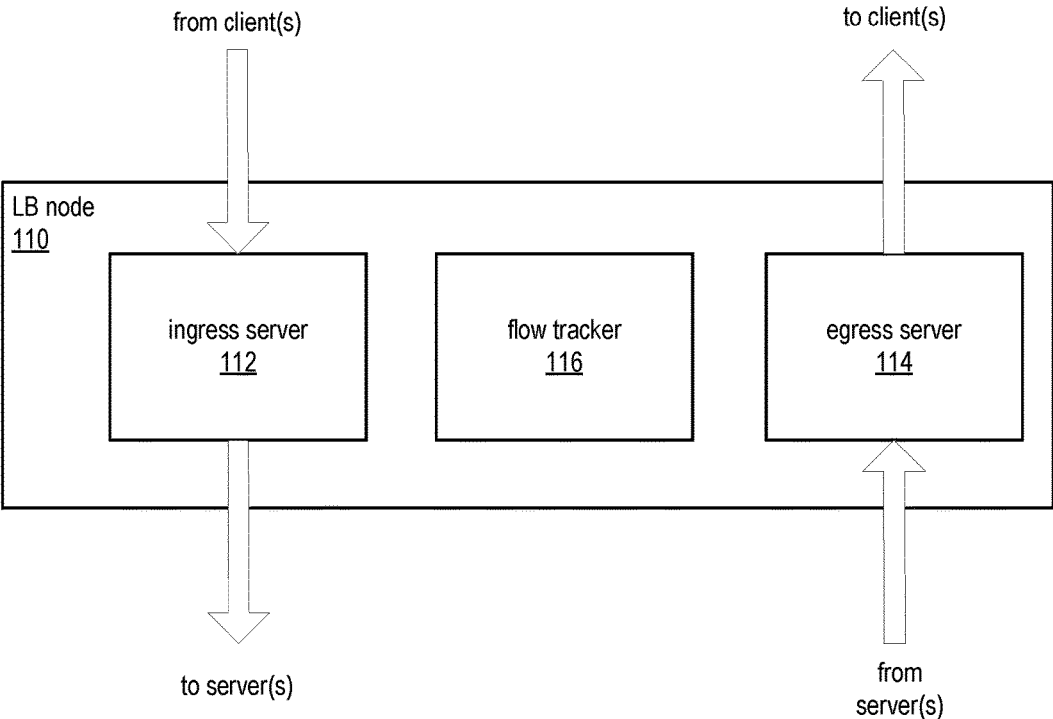 from client(s)
to client(s)
LB node
110
ingress server
112
flow tracker
116
egress server
114
to server(s)
from
server(s)